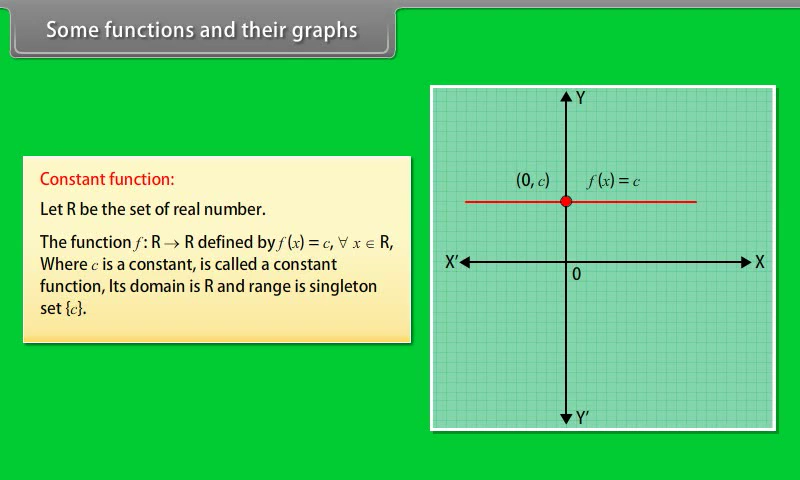 Some functions and their graphs
Constant function:
Let R be the set of real number.
The function f : R → R defined by f (x) = c, ∀ x ∈ R,
Where c is a constant, is called a constant
function, Its domain is R and range is singleton
set {c}.
Y
(0, c) f (x) = c
X' X
0
Y'